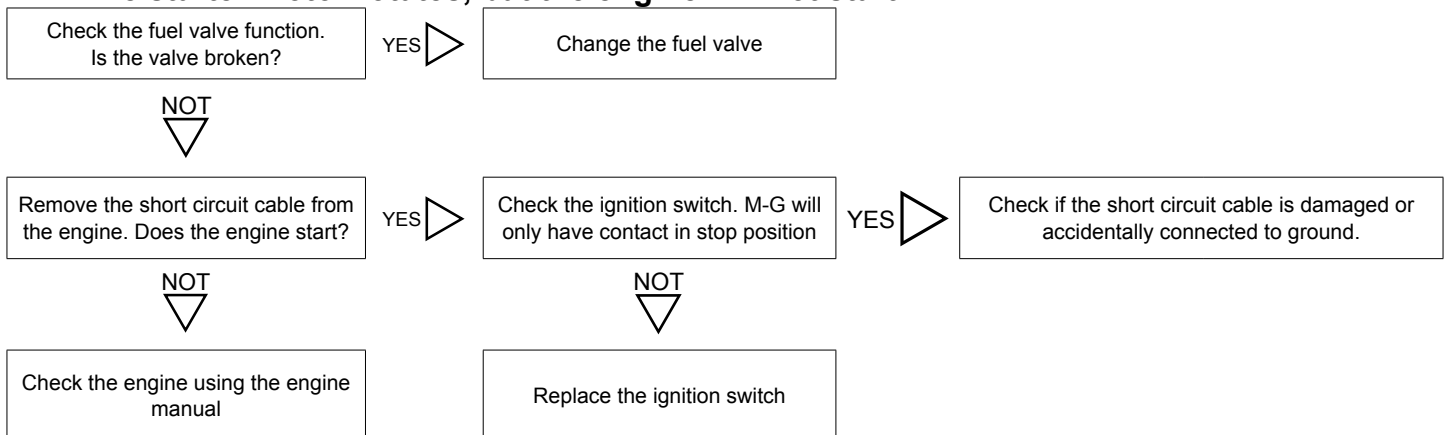 Check the fuel valve function.
Is the valve broken?
YES
Change the fuel valve
NOT
Remove the short circuit cable from
the engine. Does the engine start?
YES
Check the ignition switch. M-G will
only have contact in stop position
YES
Check if the short circuit cable is damaged or
accidentally connected to ground.
NOT
NOT
Check the engine using the engine
manual
Replace the ignition switch